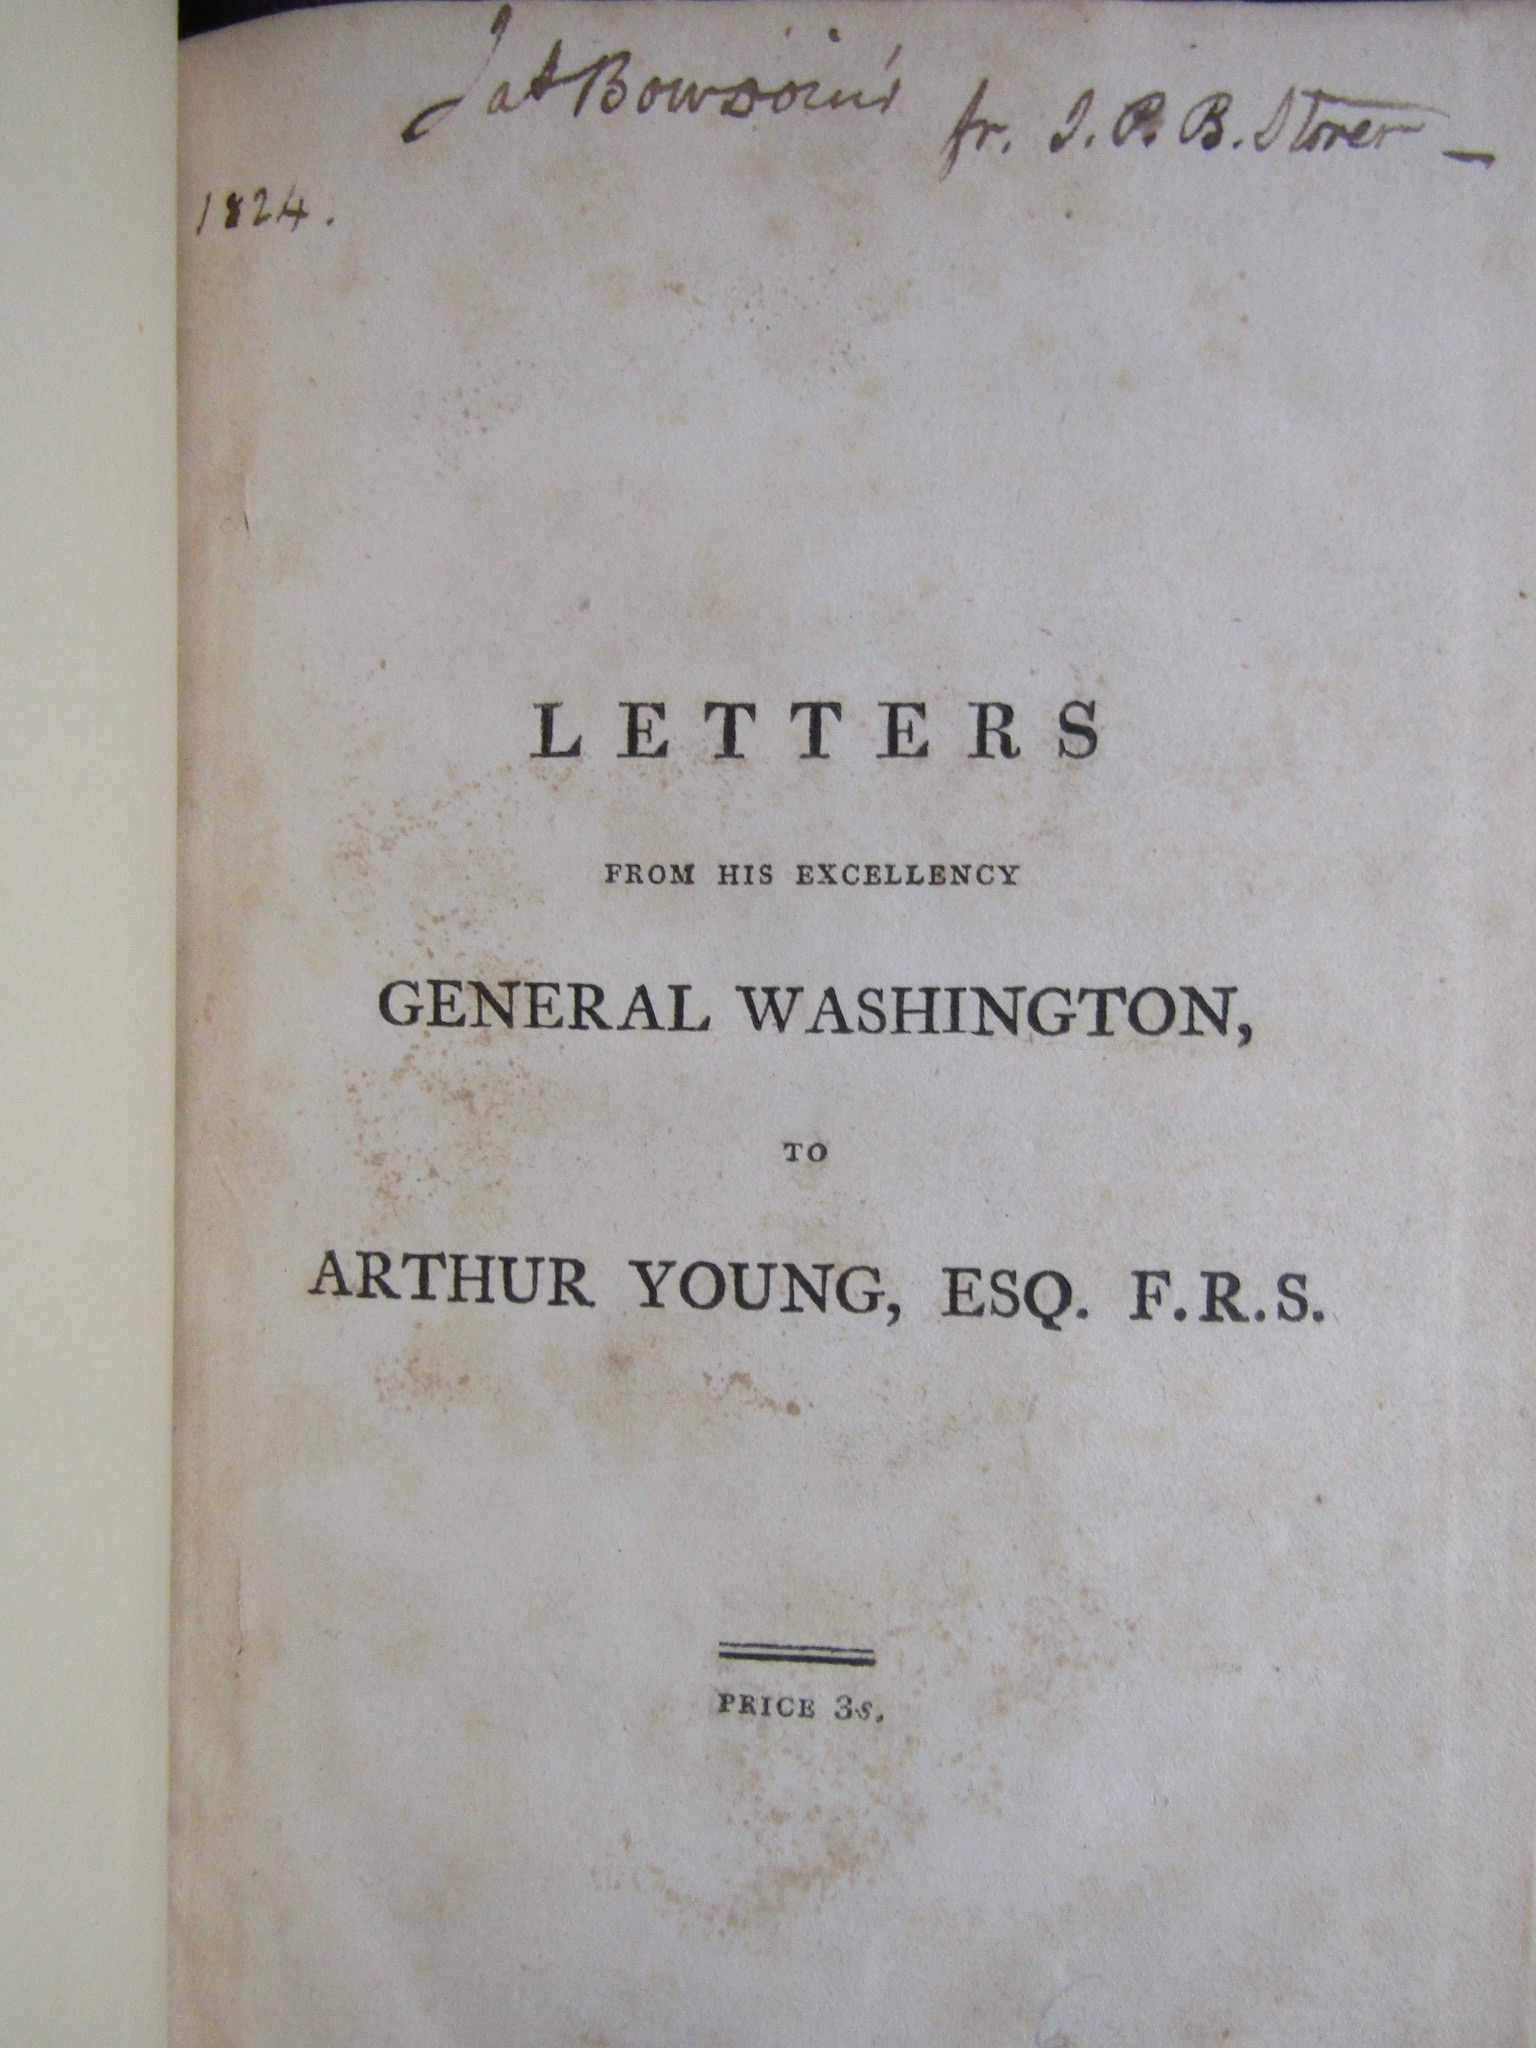 Jas Bowdoin's fr. J. P. B. Storer —
1824.
LETTERS
FROM HIS EXCELLENCY
GENERAL WASHINGTON,
TO
ARTHUR YOUNG, ESQ. F.R.S.
PRICE 3s.